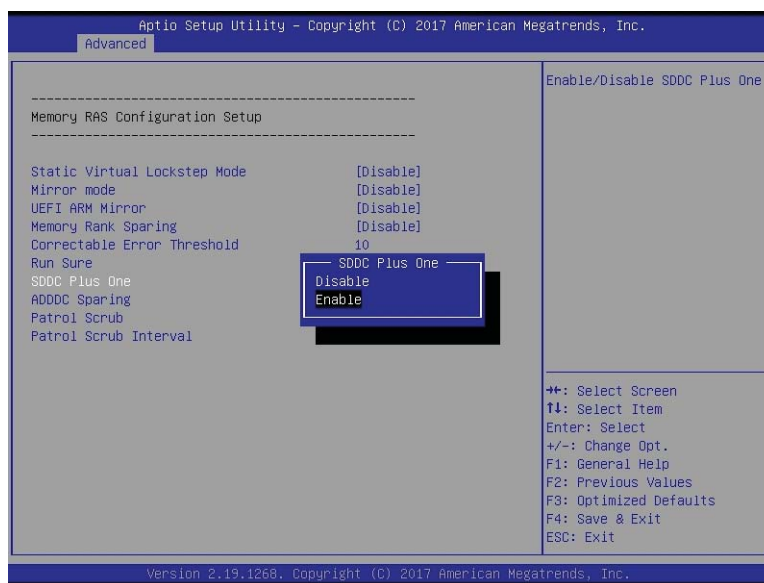 Aptio Setup Utility – Copyright (C) 2017 American Megatrends, Inc.
Advanced
Memory RAS Configuration Setup
Static Virtual Lockstep Mode [Disable]
Mirror mode [Disable]
UEFI ARM Mirror [Disable]
Memory Rank Sparing [Disable]
Correctable Error Threshold 10
Run Sure
SDDC Plus One
ADDDC Sparing
Patrol Scrub
Patrol Scrub Interval
SDDC Plus One
Disable
Enable
Enable/Disable SDDC Plus One
→←: Select Screen
↑↓: Select Item
Enter: Select
+/-: Change Opt.
F1: General Help
F2: Previous Values
F3: Optimized Defaults
F4: Save & Exit
ESC: Exit
Version 2.19.1268. Copyright (C) 2017 American Megatrends, Inc.